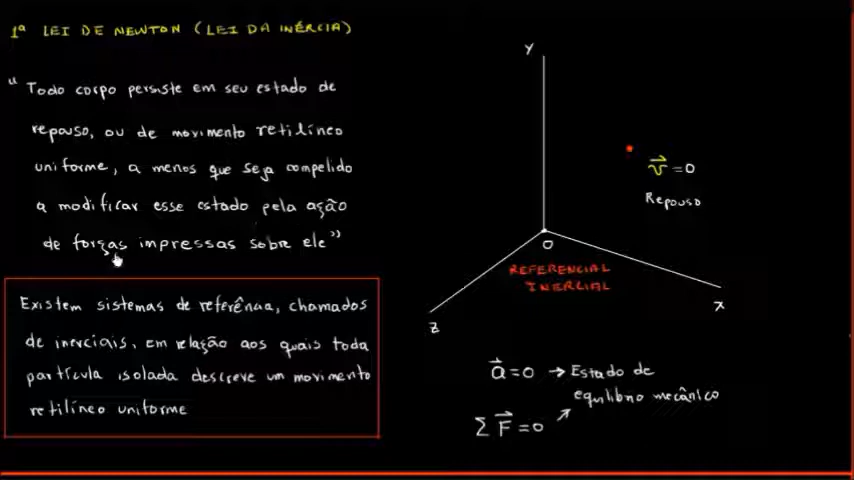 1ª LEI DE NEWTON (LEI DA INÉRCIA)
“Todo corpo persiste em seu estado de
repouso, ou de movimento retilíneo
uniforme, a menos que seja compelido
a modificar esse estado pela ação
de forças impressas sobre ele”
Existem sistemas de referência, chamados
de inerciais, em relação aos quais toda
partícula isolada descreve um movimento
retilíneo uniforme
Y
v⃗ = 0
Repouso
O
REFERENCIAL
INERCIAL
X
Z
a⃗ = 0 → Estado de
equilíbrio mecânico
Σ F⃗ = 0